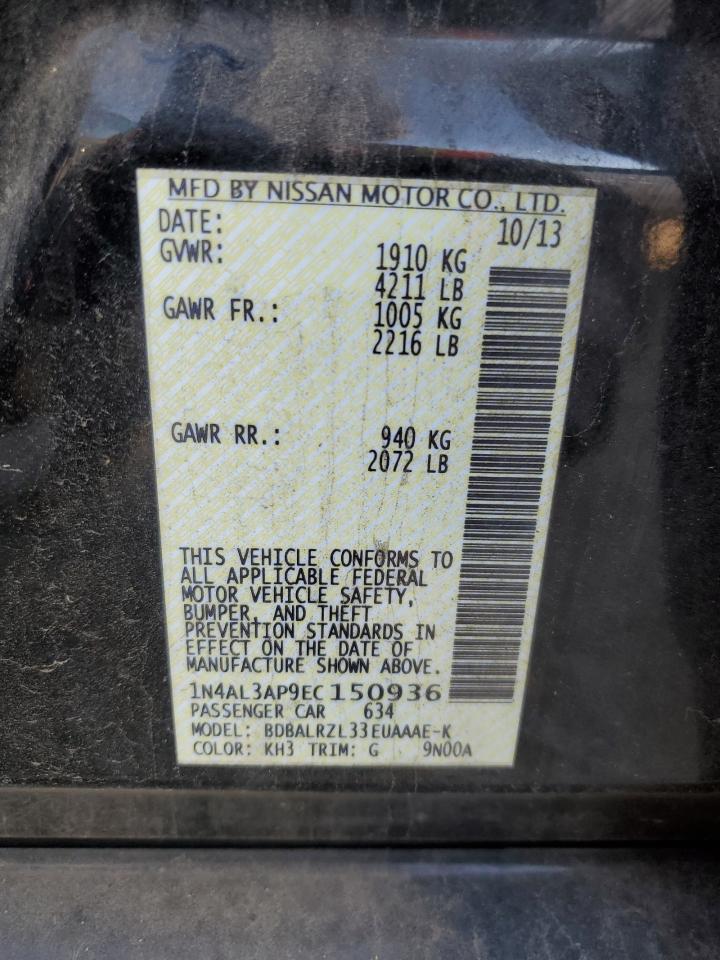 MFD BY NISSAN MOTOR CO., LTD.
DATE: 10/13
GVWR: 1910 KG
4211 LB
GAWR FR.: 1005 KG
2216 LB
GAWR RR.: 940 KG
2072 LB
THIS VEHICLE CONFORMS TO
ALL APPLICABLE FEDERAL
MOTOR VEHICLE SAFETY,
BUMPER, AND THEFT
PREVENTION STANDARDS IN
EFFECT ON THE DATE OF
MANUFACTURE SHOWN ABOVE.
1N4AL3AP9EC150936
PASSENGER CAR 634
MODEL: BDBALRZL33EUAAAE-K
COLOR: KH3 TRIM: G 9N00A